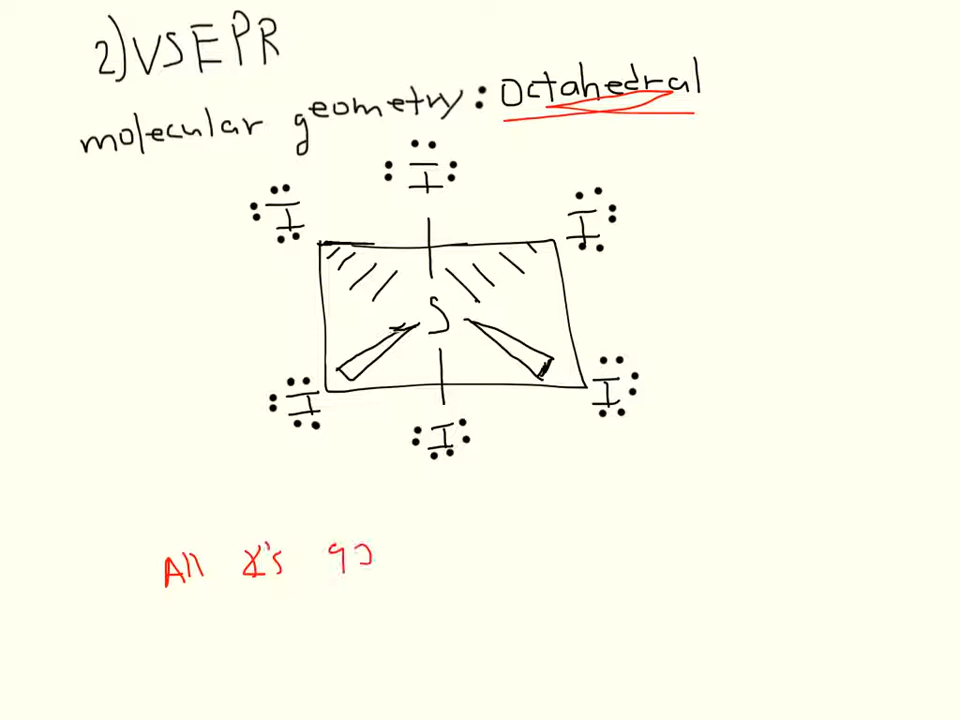 2) VSEPR
molecular geometry: Octahedral
:I:
:I I:
S
:I I:
:I:
All ∡'s 90